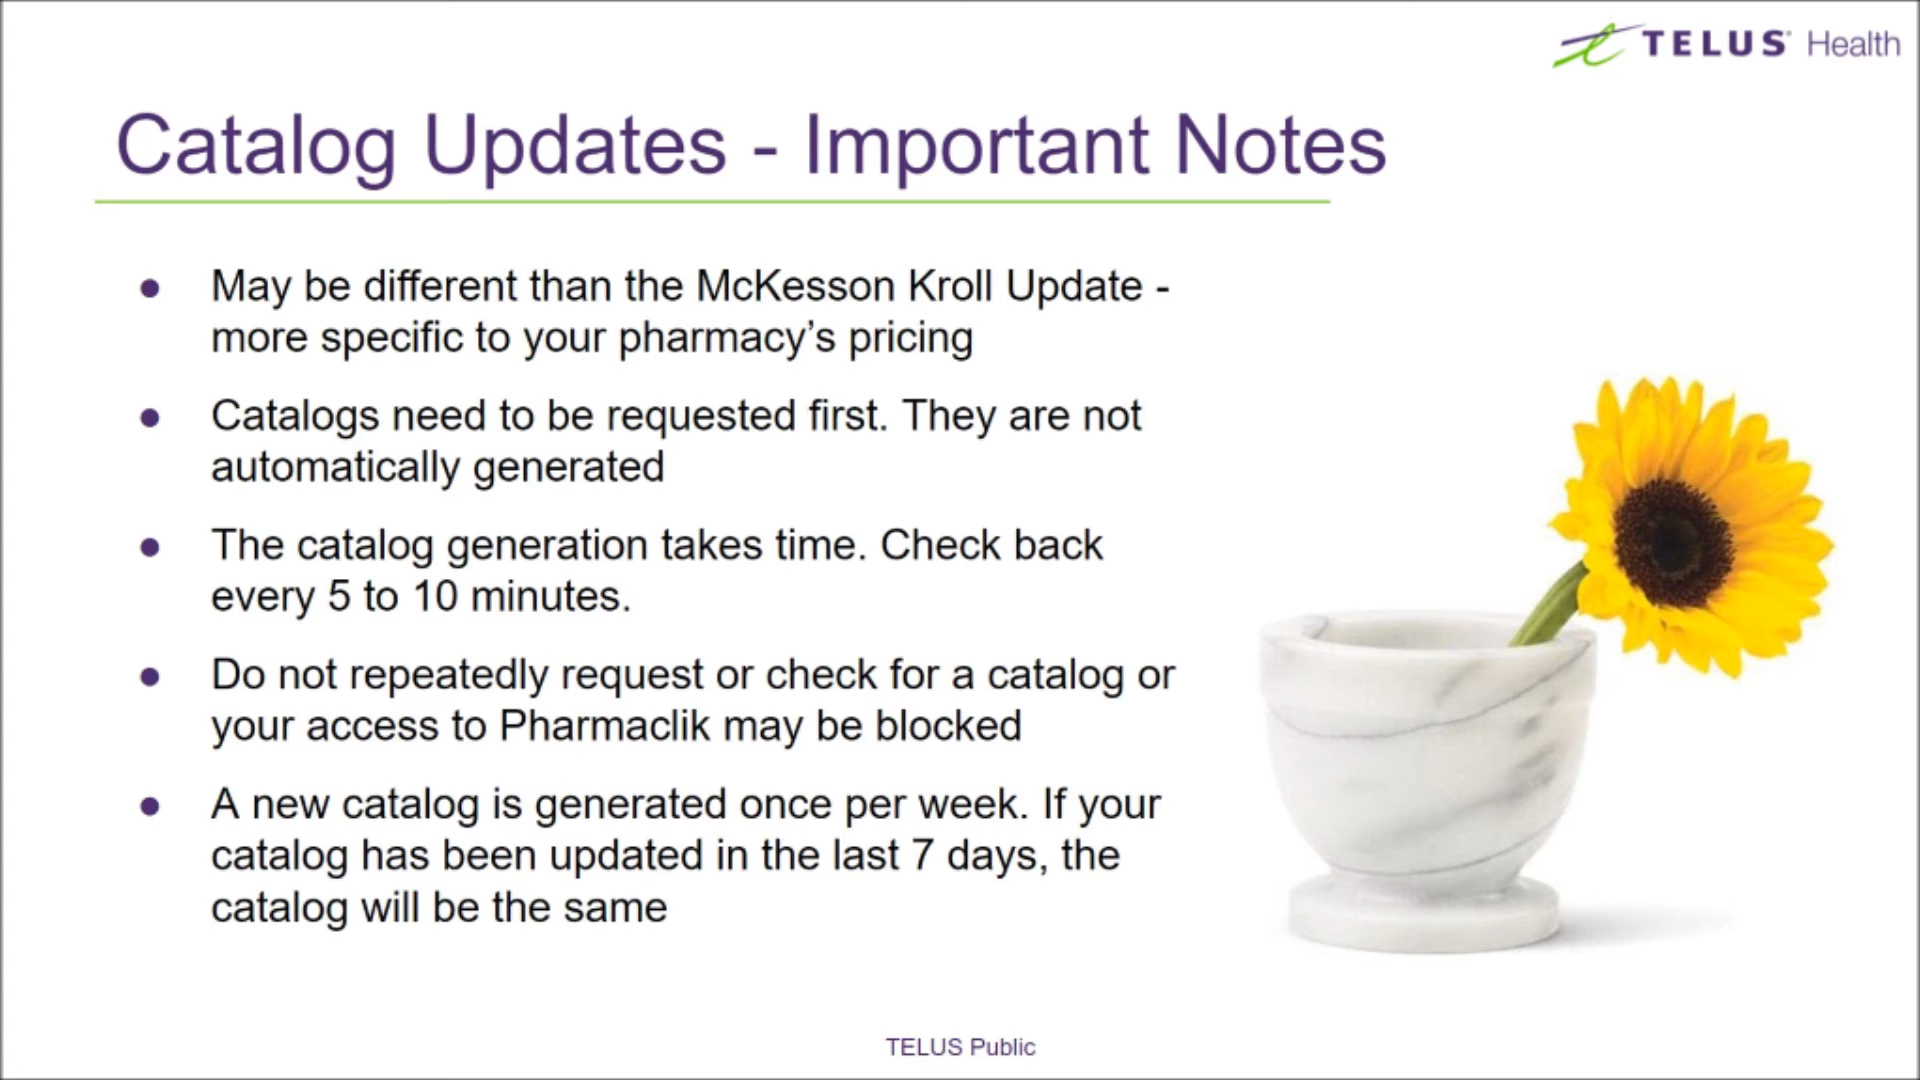 TELUS Health
Catalog Updates - Important Notes
● May be different than the McKesson Kroll Update -
more specific to your pharmacy’s pricing
● Catalogs need to be requested first. They are not
automatically generated
● The catalog generation takes time. Check back
every 5 to 10 minutes.
● Do not repeatedly request or check for a catalog or
your access to Pharmaclik may be blocked
● A new catalog is generated once per week. If your
catalog has been updated in the last 7 days, the
catalog will be the same
TELUS Public